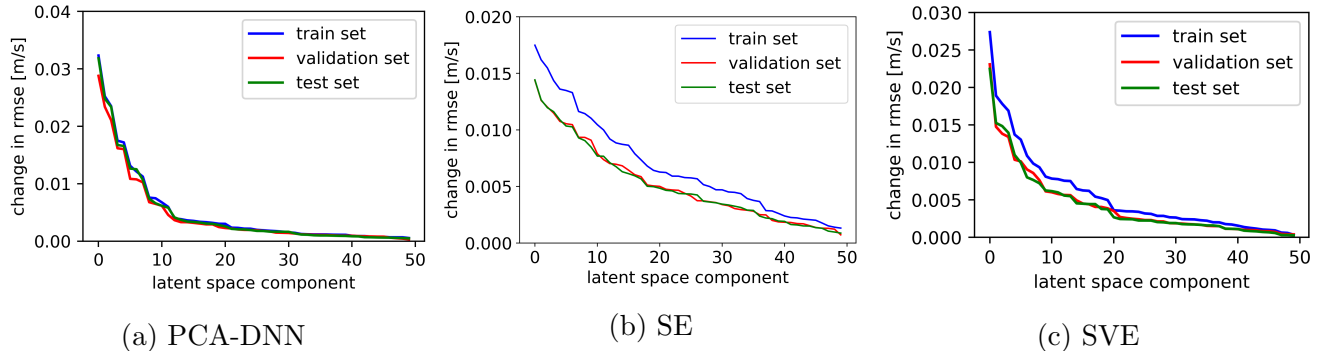 0.04
0.03
0.02
0.01
0.00
change in rmse [m/s]
train set
validation set
test set
0 10 20 30 40 50
latent space component
(a) PCA-DNN
0.020
0.015
0.010
0.005
0.000
change in rmse [m/s]
train set
validation set
test set
0 10 20 30 40 50
latent space component
(b) SE
0.030
0.025
0.020
0.015
0.010
0.005
0.000
change in rmse [m/s]
train set
validation set
test set
0 10 20 30 40 50
latent space component
(c) SVE